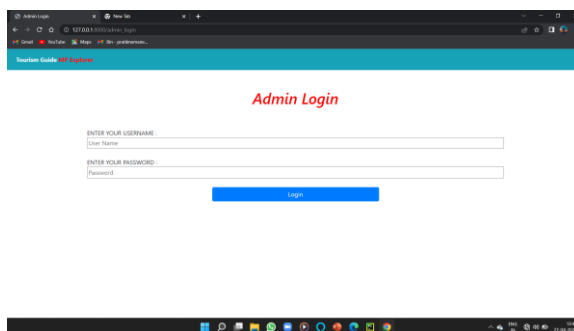 Admin Login
New Tab
127.0.0.1:8000/admin_login
Gmail
YouTube
Maps
Tourism Guide
Admin Login
ENTER YOUR USERNAME :
User Name
ENTER YOUR PASSWORD :
Password
Login
ENG
IN